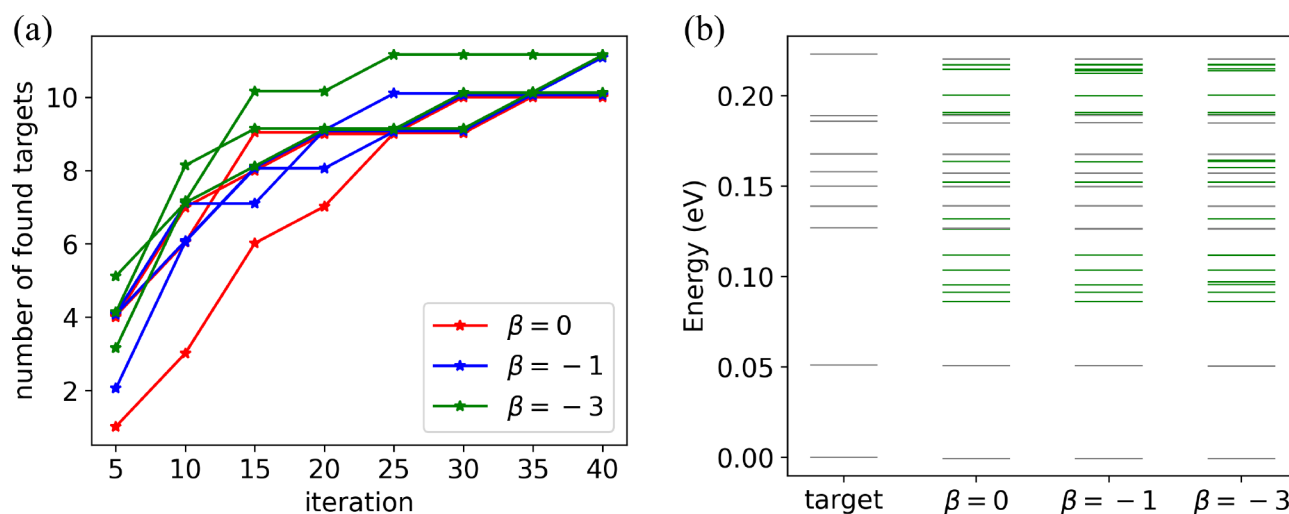 (a)
number of found targets
10
8
6
4
2
5 10 15 20 25 30 35 40
iteration
β = 0
β = −1
β = −3
(b)
Energy (eV)
0.20
0.15
0.10
0.05
0.00
target β = 0 β = −1 β = −3